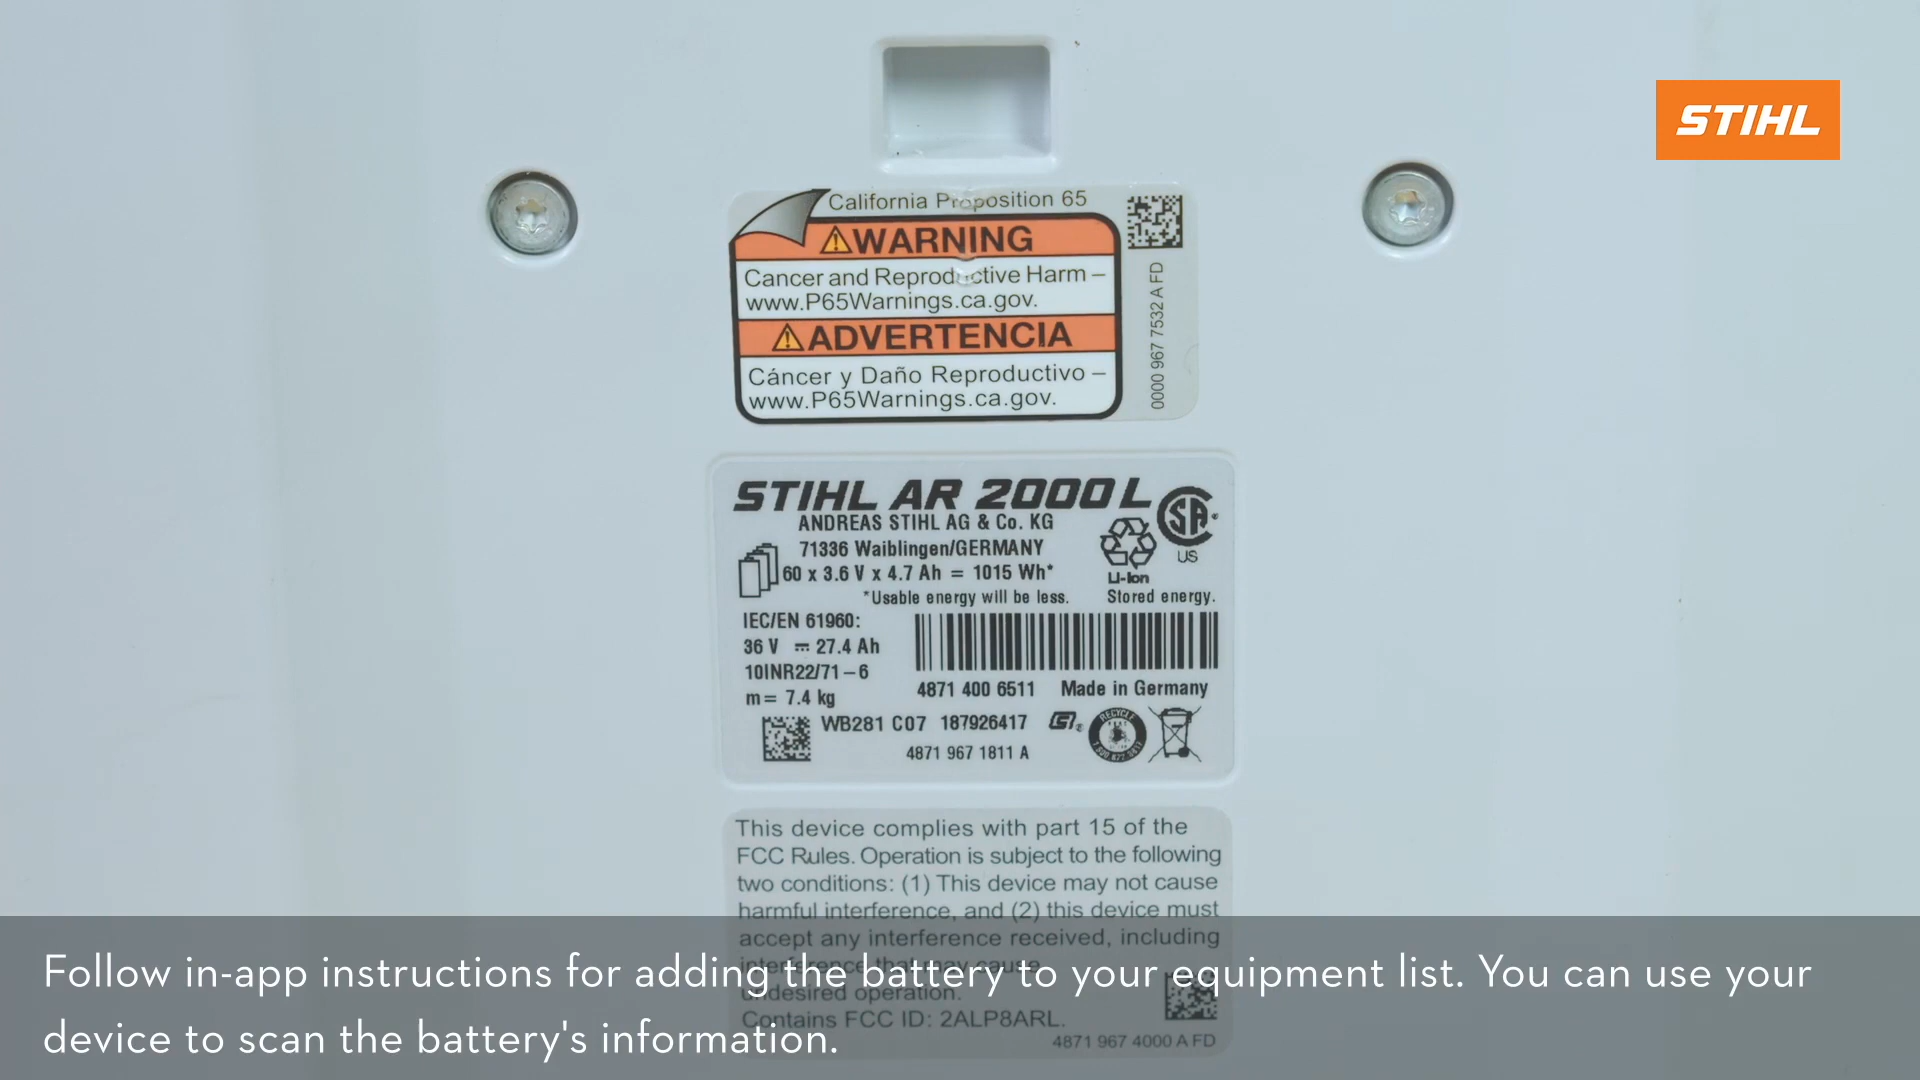 STIHL
California Proposition 65
WARNING
Cancer and Reproductive Harm –
www.P65Warnings.ca.gov.
ADVERTENCIA
Cáncer y Daño Reproductivo –
www.P65Warnings.ca.gov.
0000 967 7532 A FD
STIHL AR 2000 L
ANDREAS STIHL AG & Co. KG
71336 Waiblingen/GERMANY
60 x 3.6 V x 4.7 Ah = 1015 Wh*
*Usable energy will be less.
SA
US
Li-Ion
Stored energy.
IEC/EN 61960:
36 V ⎓ 27.4 Ah
10INR22/71 – 6
m = 7.4 kg
4871 400 6511 Made in Germany
WB281 C07 187926417
4871 967 1811 A
RECYCLE
This device complies with part 15 of the
FCC Rules. Operation is subject to the following
two conditions: (1) This device may not cause
harmful interference, and (2) this device must
accept any interference received, including
interference that may cause
undesired operation.
Contains FCC ID: 2ALP8ARL.
4871 967 4000 A FD
Follow in-app instructions for adding the battery to your equipment list. You can use your
device to scan the battery's information.